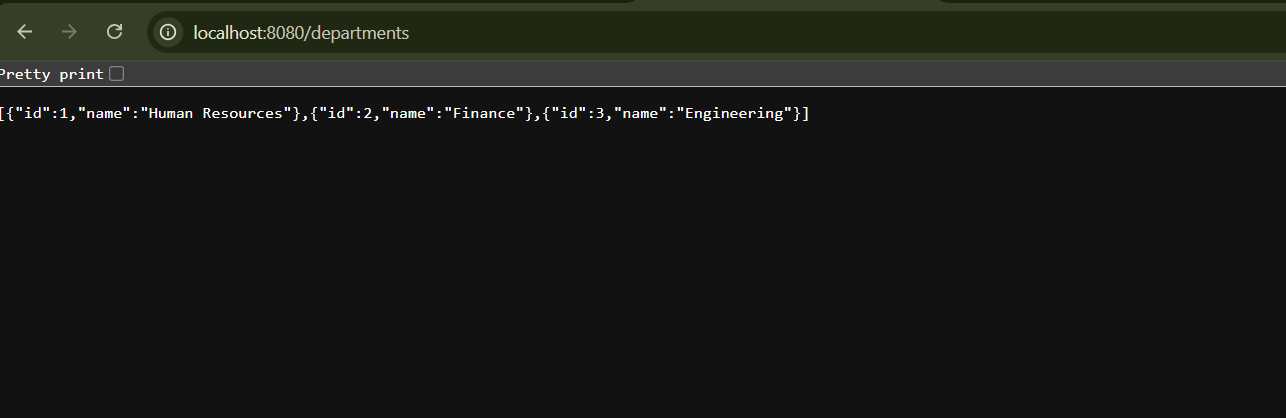 localhost:8080/departments
Pretty print
[{"id":1,"name":"Human Resources"},{"id":2,"name":"Finance"},{"id":3,"name":"Engineering"}]